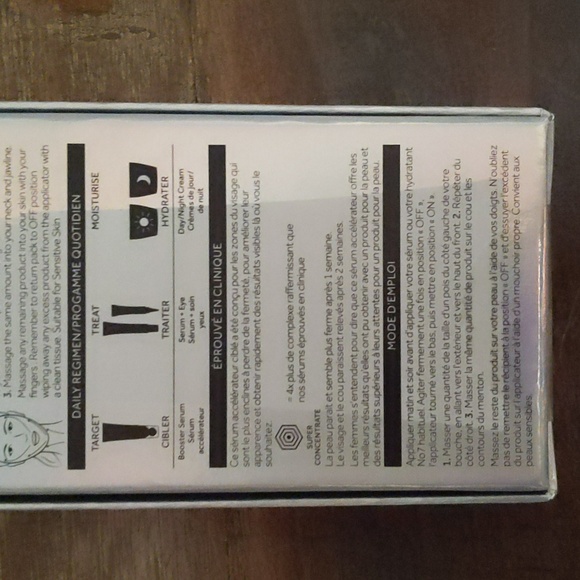 3. Massage the same amount into your neck and jawline.
Massage any remaining product into your skin with your
fingers. Remember to return pack to OFF position
wiping away any excess product from the applicator with
a clean tissue. Suitable for Sensitive Skin
DAILY REGIMEN/PROGAMME QUOTIDIEN
TARGET TREAT MOISTURISE
CIBLER TRAITER HYDRATER
Booster Serum Serum • Eye Day/Night Cream
Sérum Sérum • soin Crèmes de jour/
accélérateur yeux de nuit
ÉPROUVÉ EN CLINIQUE
Ce sérum accélérateur ciblé a été conçu pour les zones du visage qui
sont le plus enclines à perdre de la fermeté, pour améliorer leur
apparence et obtenir rapidement des résultats visibles là où vous le
souhaitez.
= 4x plus de complexe raffermissant que
nos sérums éprouvés en clinique
SUPER
CONCENTRATE
La peau paraît et semble plus ferme après 1 semaine.
Le visage et le cou paraissent relevés après 2 semaines.
Les femmes s'entendent pour dire que ce sérum accélérateur offre les
meilleurs résultats qu'elles ont pu obtenir avec un produit pour la peau et
des résultats supérieurs à leurs attentes pour un produit pour la peau.
MODE D'EMPLOI
Appliquer matin et soir avant d'appliquer votre sérum ou votre hydratant
No7 habituel. Agiter fermement une fois en position « OFF »,
l'applicateur tourné vers le bas, puis mettre en position « ON ».
1. Masser une quantité de la taille d'un pois du côté gauche de votre
bouche, en allant vers l'extérieur et vers le haut du front. 2. Répéter du
côté droit. 3. Masser la même quantité de produit sur le cou et les
contours du menton.
Massez le reste du produit sur votre peau à l'aide de vos doigts. N'oubliez
pas de remettre le récipient à la position « OFF » et d'essuyer l'excédent
du produit sur l'applicateur à l'aide d'un mouchoir propre. Convient aux
peaux sensibles.